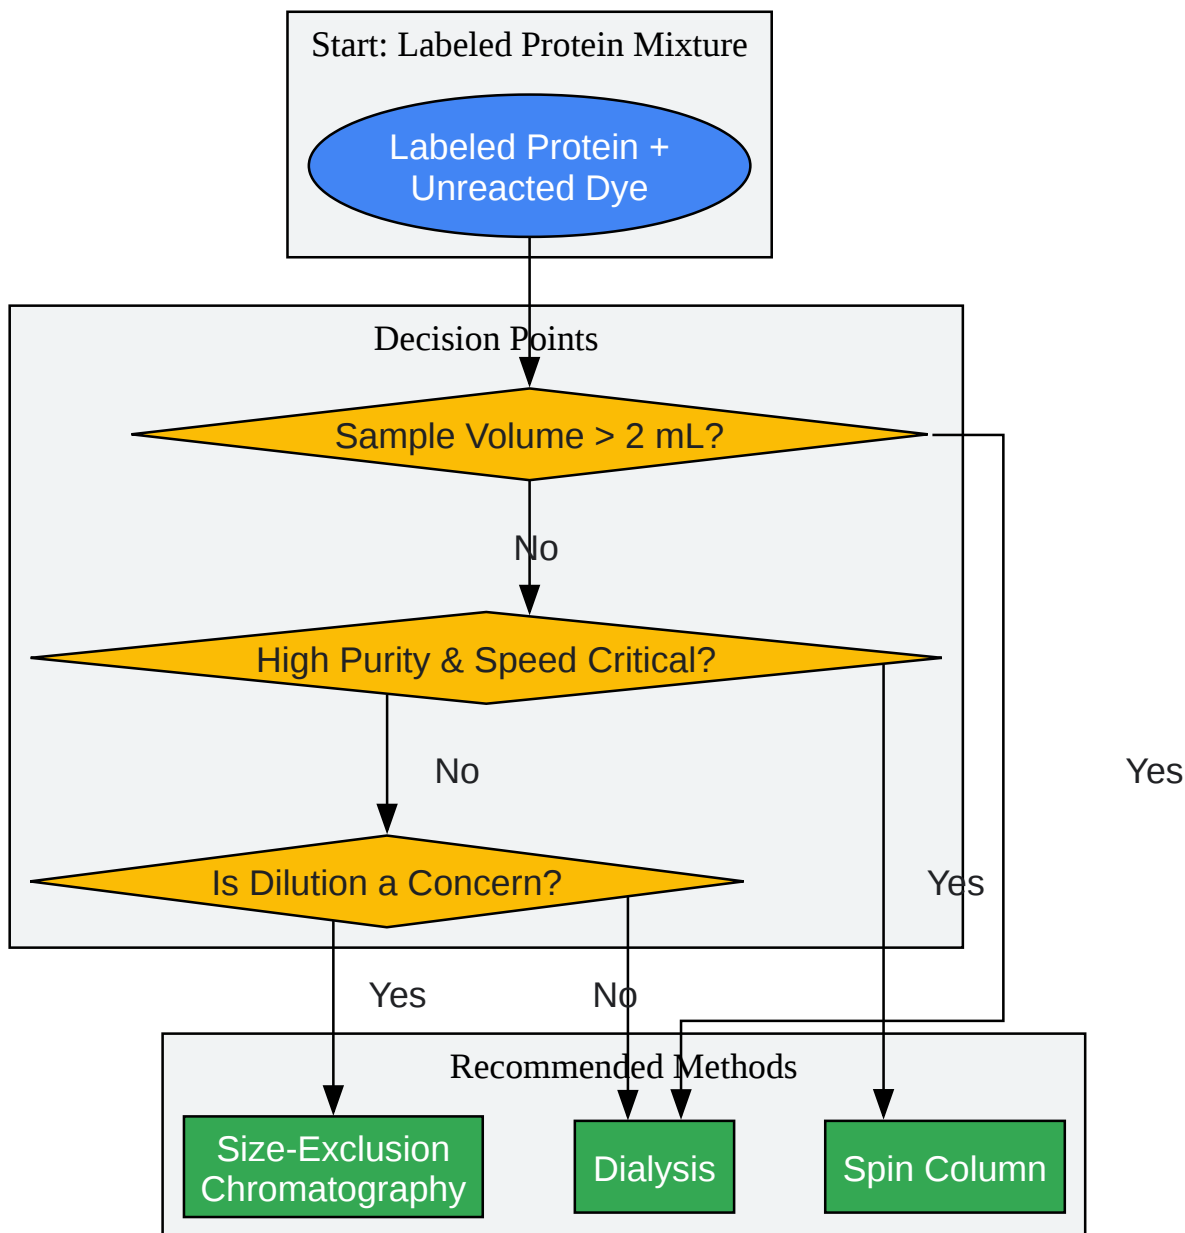 Start: Labeled Protein Mixture
Labeled Protein +
Unreacted Dye
Decision Points
Sample Volume > 2 mL?
No
High Purity & Speed Critical?
No
Yes
Is Dilution a Concern?
Yes
Yes
No
Recommended Methods
Size-Exclusion
Chromatography
Dialysis
Spin Column